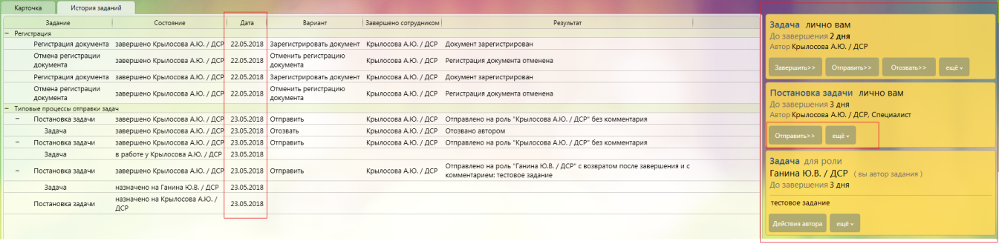 Карточка История заданий
Задание Состояние Дата Вариант Завершено сотрудником Результат
− Регистрация
Регистрация документа завершено Крылосова А.Ю. / ДСР 22.05.2018 Зарегистрировать документ Крылосова А.Ю. / ДСР Документ зарегистрирован
Отмена регистрации
документа завершено Крылосова А.Ю. / ДСР 22.05.2018 Отменить регистрацию
документа Крылосова А.Ю. / ДСР Регистрация документа отменена
Регистрация документа завершено Крылосова А.Ю. / ДСР 22.05.2018 Зарегистрировать документ Крылосова А.Ю. / ДСР Документ зарегистрирован
Отмена регистрации
документа завершено Крылосова А.Ю. / ДСР 22.05.2018 Отменить регистрацию
документа Крылосова А.Ю. / ДСР Регистрация документа отменена
− Типовые процессы отправки задач
− Постановка задачи завершено Крылосова А.Ю. / ДСР 23.05.2018 Отправить Крылосова А.Ю. / ДСР Отправлено на роль "Крылосова А.Ю. / ДСР" без комментария
Задача завершено Крылосова А.Ю. / ДСР 23.05.2018 Отозвать Крылосова А.Ю. / ДСР Отозвано автором
− Постановка задачи завершено Крылосова А.Ю. / ДСР 23.05.2018 Отправить Крылосова А.Ю. / ДСР Отправлено на роль "Крылосова А.Ю. / ДСР" без комментария
Задача в работе у Крылосова А.Ю. / ДСР 23.05.2018
− Постановка задачи завершено Крылосова А.Ю. / ДСР 23.05.2018 Отправить Крылосова А.Ю. / ДСР Отправлено на роль "Ганина Ю.В. / ДСР" с возвратом после завершения и с
комментарием: тестовое задание
Задача назначено на Ганина Ю.В. / ДСР 23.05.2018
Постановка задачи назначено на Крылосова А.Ю. /
ДСР 23.05.2018
Задача лично вам
До завершения 2 дня
Автор Крылосова А.Ю. / ДСР
Завершить>> Отправить>> Отозвать>> ещё v
Постановка задачи лично вам
До завершения 3 дня
Автор Крылосова А.Ю. / ДСР, Специалист
Отправить>> ещё v
Задача для роли
Ганина Ю.В. / ДСР ( вы автор задания )
До завершения 3 дня
тестовое задание
Действия автора ещё v